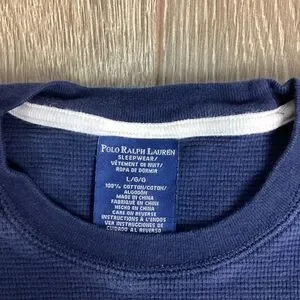 POLO RALPH LAUREN
SLEEPWEAR/
VÊTEMENT DE NUIT/
ROPA DE DORMIR
L/G/G
100% COTTON/COTON/
ALGODÓN
MADE IN CHINA
FABRIQUÉ EN CHINE
HECHO EN CHINA
CARE ON REVERSE
INSTRUCTIONS À L'ENDOS
VER INSTRUCCIONES DE
CUIDADO AL REVERSO